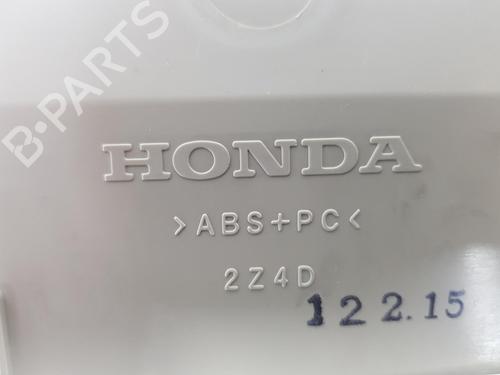 B-PARTS
HONDA
>ABS+PC<
2Z4D
122.15